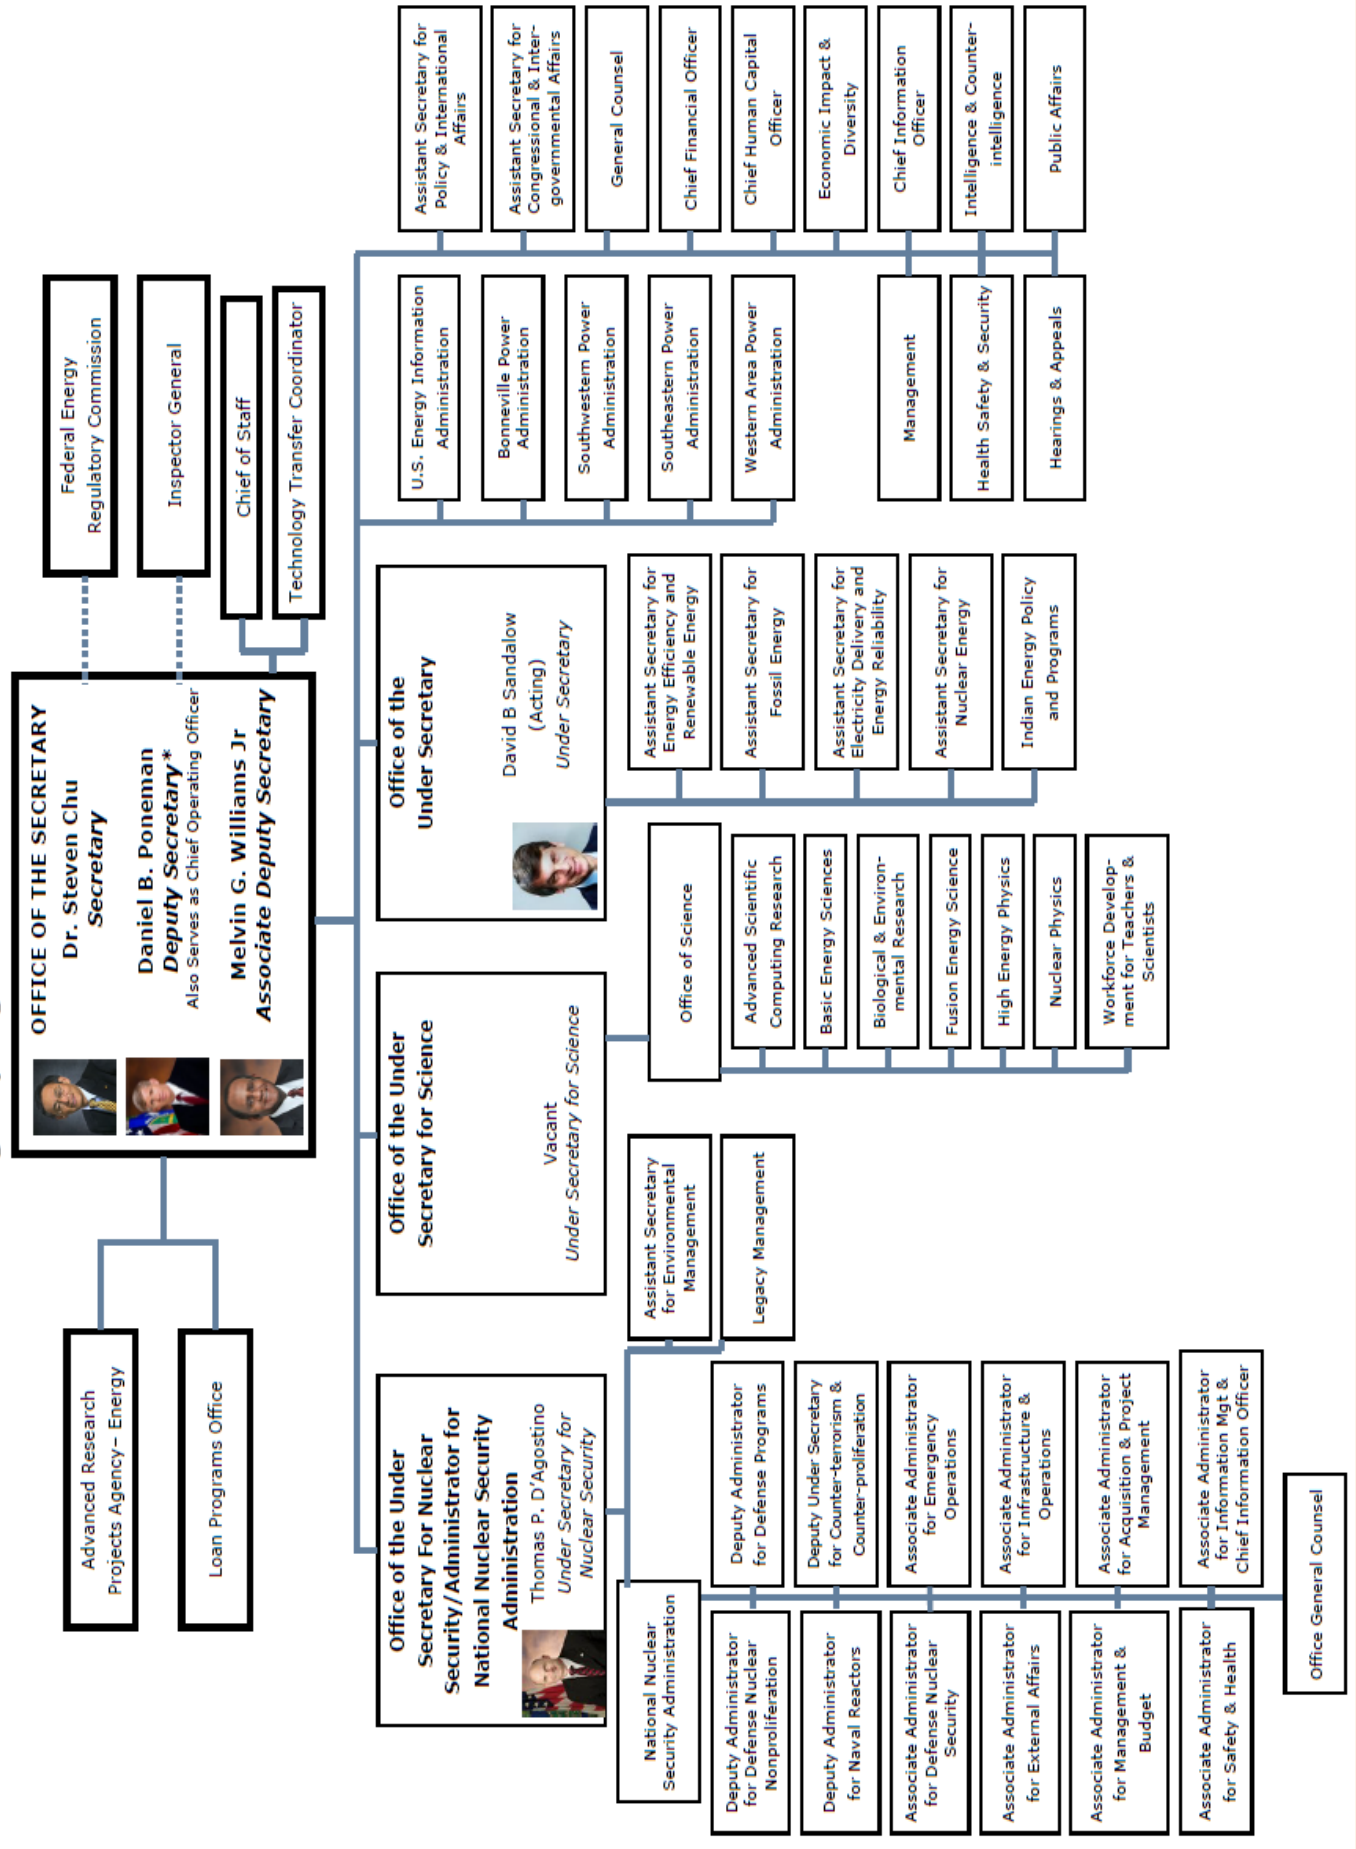 OFFICE OF THE SECRETARY
Dr. Steven Chu
Secretary
Daniel B. Poneman
Deputy Secretary*
Also Serves as Chief Operating Officer
Melvin G. Williams Jr
Associate Deputy Secretary
Advanced Research
Projects Agency– Energy
Loan Programs Office
Federal Energy
Regulatory Commission
Inspector General
Chief of Staff
Technology Transfer Coordinator
Office of the Under
Secretary For Nuclear
Security/Administrator for
National Nuclear Security
Administration
Thomas P. D’Agostino
Under Secretary for
Nuclear Security
Office of the Under
Secretary for Science
Vacant
Under Secretary for Science
Office of the
Under Secretary
David B Sandalow
(Acting)
Under Secretary
National Nuclear
Security Administration
Deputy Administrator
for Defense Nuclear
Nonproliferation
Deputy Administrator
for Naval Reactors
Associate Administrator
for Defense Nuclear
Security
Associate Administrator
for External Affairs
Associate Administrator
for Management &
Budget
Associate Administrator
for Safety & Health
Deputy Administrator
for Defense Programs
Deputy Under Secretary
for Counter-terrorism &
Counter-proliferation
Associate Administrator
for Emergency
Operations
Associate Administrator
for Infrastructure &
Operations
Associate Administrator
for Acquisition & Project
Management
Associate Administrator
for Information Mgt &
Chief Information Officer
Office General Counsel
Assistant Secretary
for Environmental
Management
Legacy Management
Office of Science
Advanced Scientific
Computing Research
Basic Energy Sciences
Biological & Environ-
mental Research
Fusion Energy Science
High Energy Physics
Nuclear Physics
Workforce Develop-
ment for Teachers &
Scientists
Assistant Secretary for
Energy Efficiency and
Renewable Energy
Assistant Secretary for
Fossil Energy
Assistant Secretary for
Electricity Delivery and
Energy Reliability
Assistant Secretary for
Nuclear Energy
Indian Energy Policy
and Programs
U.S. Energy Information
Administration
Bonneville Power
Administration
Southwestern Power
Administration
Southeastern Power
Administration
Western Area Power
Administration
Management
Health Safety & Security
Hearings & Appeals
Assistant Secretary for
Policy & International
Affairs
Assistant Secretary for
Congressional & Inter-
governmental Affairs
General Counsel
Chief Financial Officer
Chief Human Capital
Officer
Economic Impact &
Diversity
Chief Information
Officer
Intelligence & Counter-
intelligence
Public Affairs